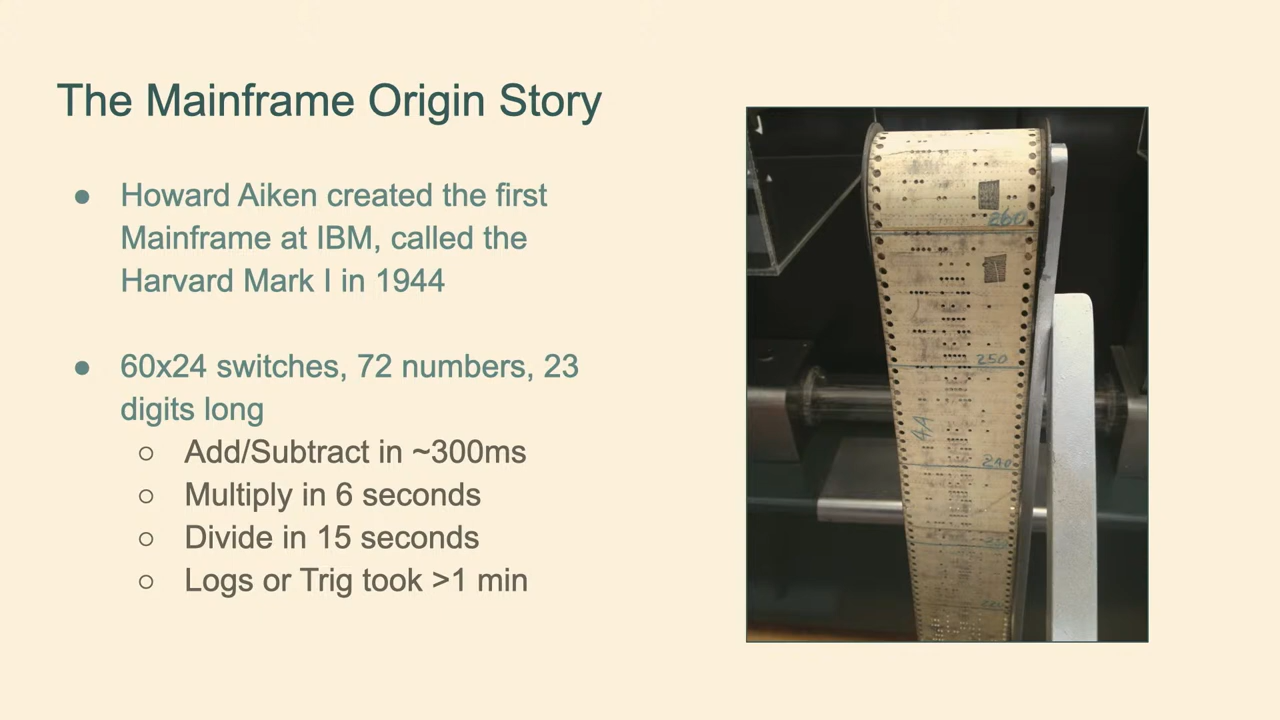 The Mainframe Origin Story
● Howard Aiken created the first
Mainframe at IBM, called the
Harvard Mark I in 1944
● 60x24 switches, 72 numbers, 23
digits long
○ Add/Subtract in ~300ms
○ Multiply in 6 seconds
○ Divide in 15 seconds
○ Logs or Trig took >1 min
260
250
4A
240